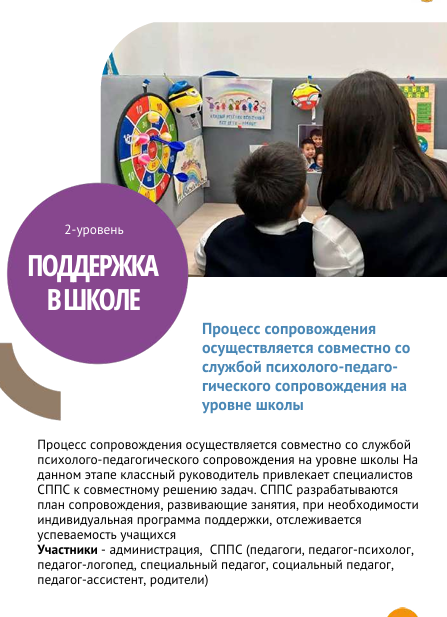 2-уровень
ПОДДЕРЖКА
В ШКОЛЕ
Процесс сопровождения
осуществляется совместно со
службой психолого-педаго-
гического сопровождения на
уровне школы
Процесс сопровождения осуществляется совместно со службой
психолого-педагогического сопровождения на уровне школы На
данном этапе классный руководитель привлекает специалистов
СППС к совместному решению задач. СППС разрабатываются
план сопровождения, развивающие занятия, при необходимости
индивидуальная программа поддержки, отслеживается
успеваемость учащихся
Участники - администрация, СППС (педагоги, педагог-психолог,
педагог-логопед, специальный педагог, социальный педагог,
педагог-ассистент, родители)